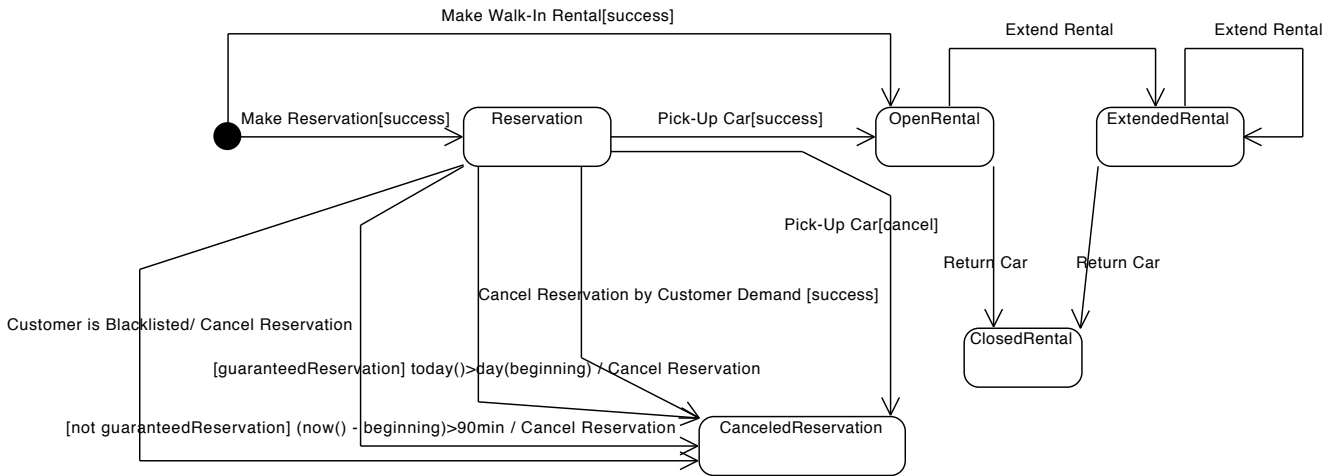 Make Walk-In Rental[success]
Extend Rental
Extend Rental
Make Reservation[success]
Reservation
Pick-Up Car[success]
OpenRental
ExtendedRental
Pick-Up Car[cancel]
Return Car
Return Car
Cancel Reservation by Customer Demand [success]
Customer is Blacklisted/ Cancel Reservation
ClosedRental
[guaranteedReservation] today()>day(beginning) / Cancel Reservation
[not guaranteedReservation] (now() - beginning)>90min / Cancel Reservation
CanceledReservation